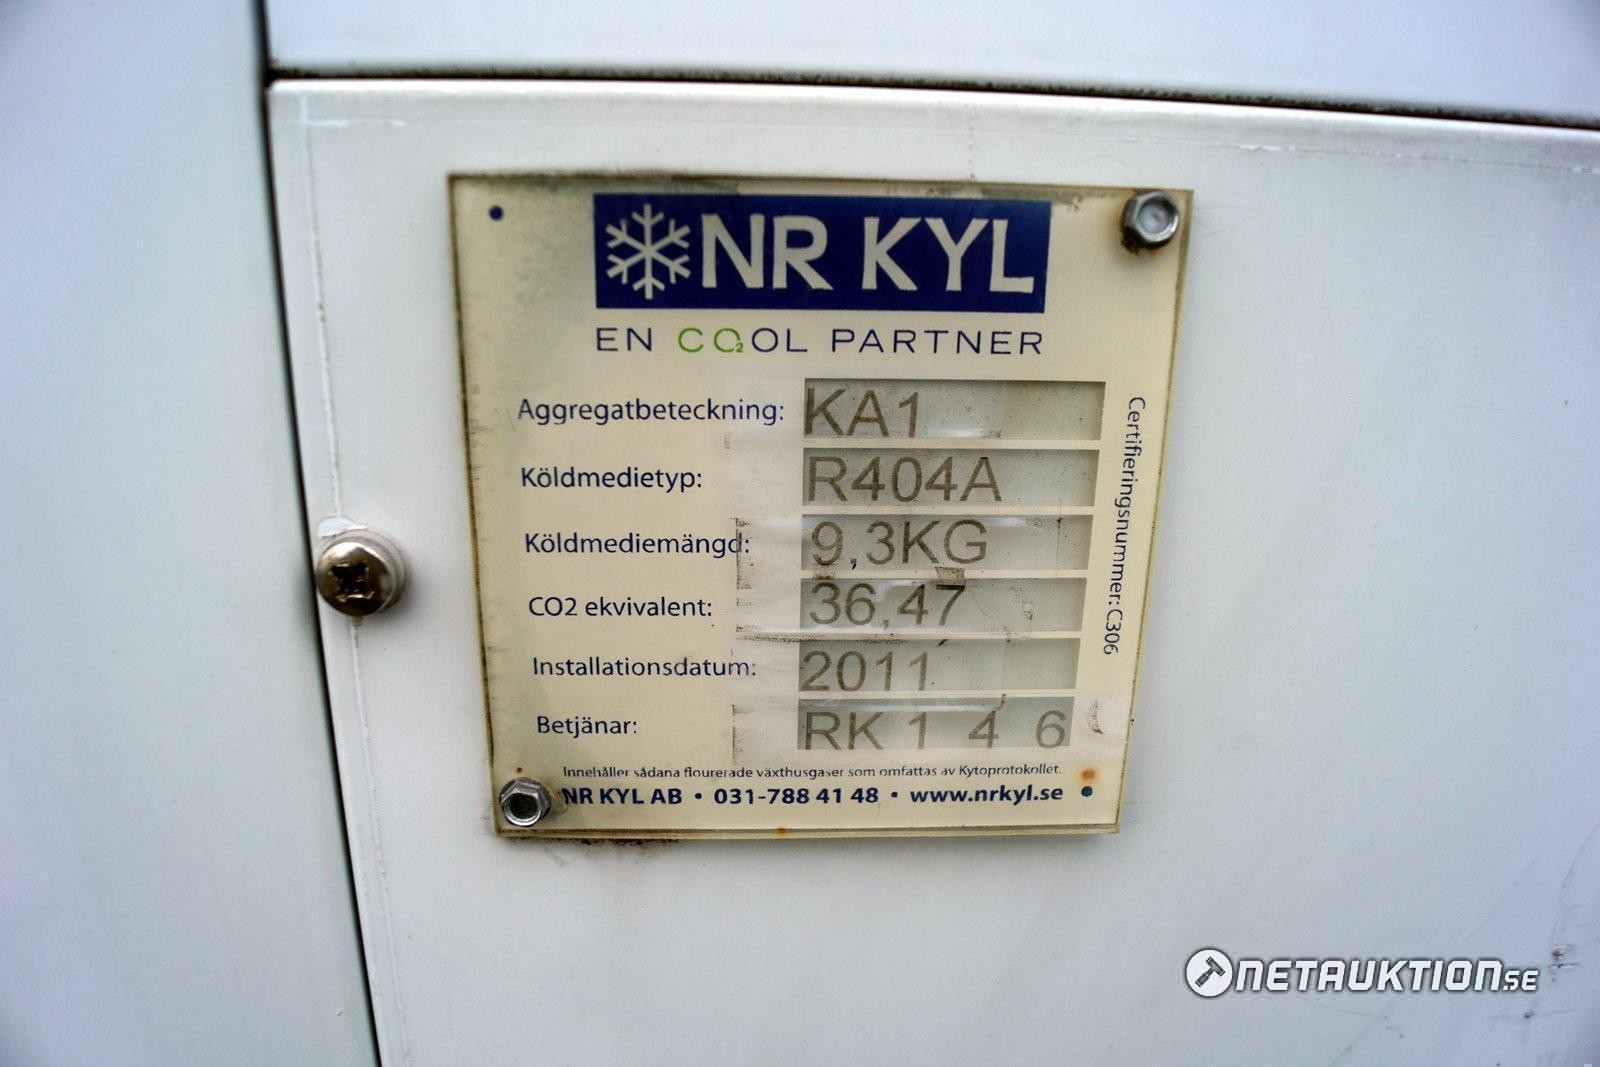 NR KYL
EN CO2OL PARTNER
Aggregatbeteckning: KA1
Köldmedietyp: R404A
Köldmediemängd: 9,3KG
CO2 ekvivalent: 36,47
Installationsdatum: 2011
Betjänar: RK 1 4 6
Certifieringsnummer: C306
Innehåller sådana flourerade växthusgaser som omfattas av Kytoprotokollet.
NR KYL AB • 031-788 41 48 • www.nrkyl.se
NETAUKTION.SE